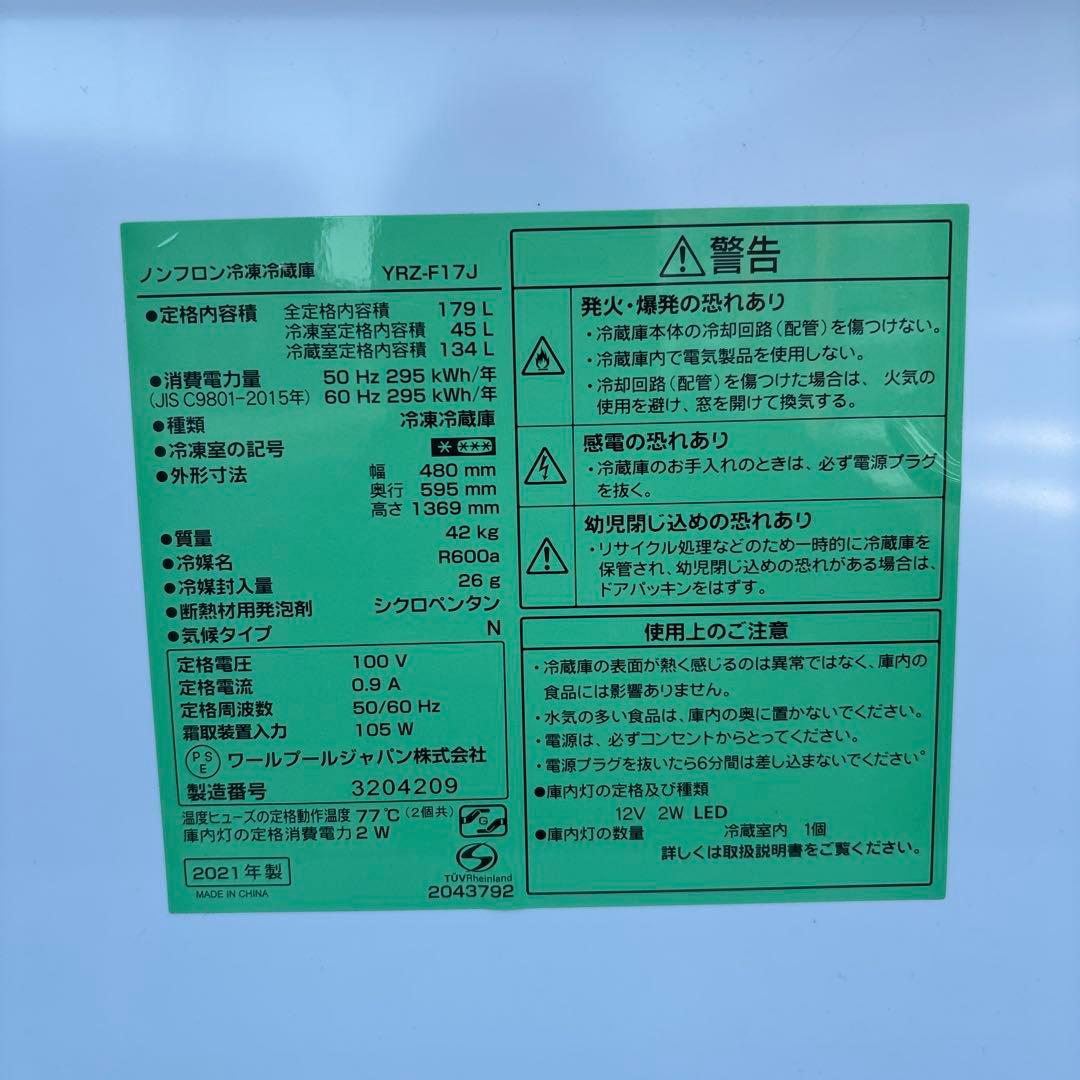 ノンフロン冷凍冷蔵庫 YRZ-F17J
●定格内容積 全定格内容積 179 L
冷凍室定格内容積 45 L
冷蔵室定格内容積 134 L
●消費電力量 50 Hz 295 kWh/年
(JIS C9801-2015年) 60 Hz 295 kWh/年
●種類 冷凍冷蔵庫
●冷凍室の記号
●外形寸法 幅 480 mm
奥行 595 mm
高さ 1369 mm
●質量 42 kg
●冷媒名 R600a
●冷媒封入量 26 g
●断熱材用発泡剤 シクロペンタン
●気候タイプ N
定格電圧 100 V
定格電流 0.9 A
定格周波数 50/60 Hz
霜取装置入力 105 W
PSE ワールプールジャパン株式会社
製造番号 3204209
温度ヒューズの定格動作温度 77℃(2個共)
庫内灯の定格消費電力 2 W
G
2021年製
MADE IN CHINA
TÜVRheinland
2043792
警告
発火・爆発の恐れあり
・冷蔵庫本体の冷却回路(配管)を傷つけない。
・冷蔵庫内で電気製品を使用しない。
・冷却回路(配管)を傷つけた場合は、火気の
使用を避け、窓を開けて換気する。
感電の恐れあり
・冷蔵庫のお手入れのときは、必ず電源プラグ
を抜く。
幼児閉じ込めの恐れあり
・リサイクル処理などのため一時的に冷蔵庫を
保管され、幼児閉じ込めの恐れがある場合は、
ドアパッキンをはずす。
使用上のご注意
・冷蔵庫の表面が熱く感じるのは異常ではなく、庫内の
食品には影響ありません。
・水気の多い食品は、庫内の奥に置かないでください。
・電源は、必ずコンセントからとってください。
・電源プラグを抜いたら6分間は差し込まないでください。
●庫内灯の定格及び種類
12V 2W LED
●庫内灯の数量 冷蔵室内 1個
詳しくは取扱説明書をご覧ください。